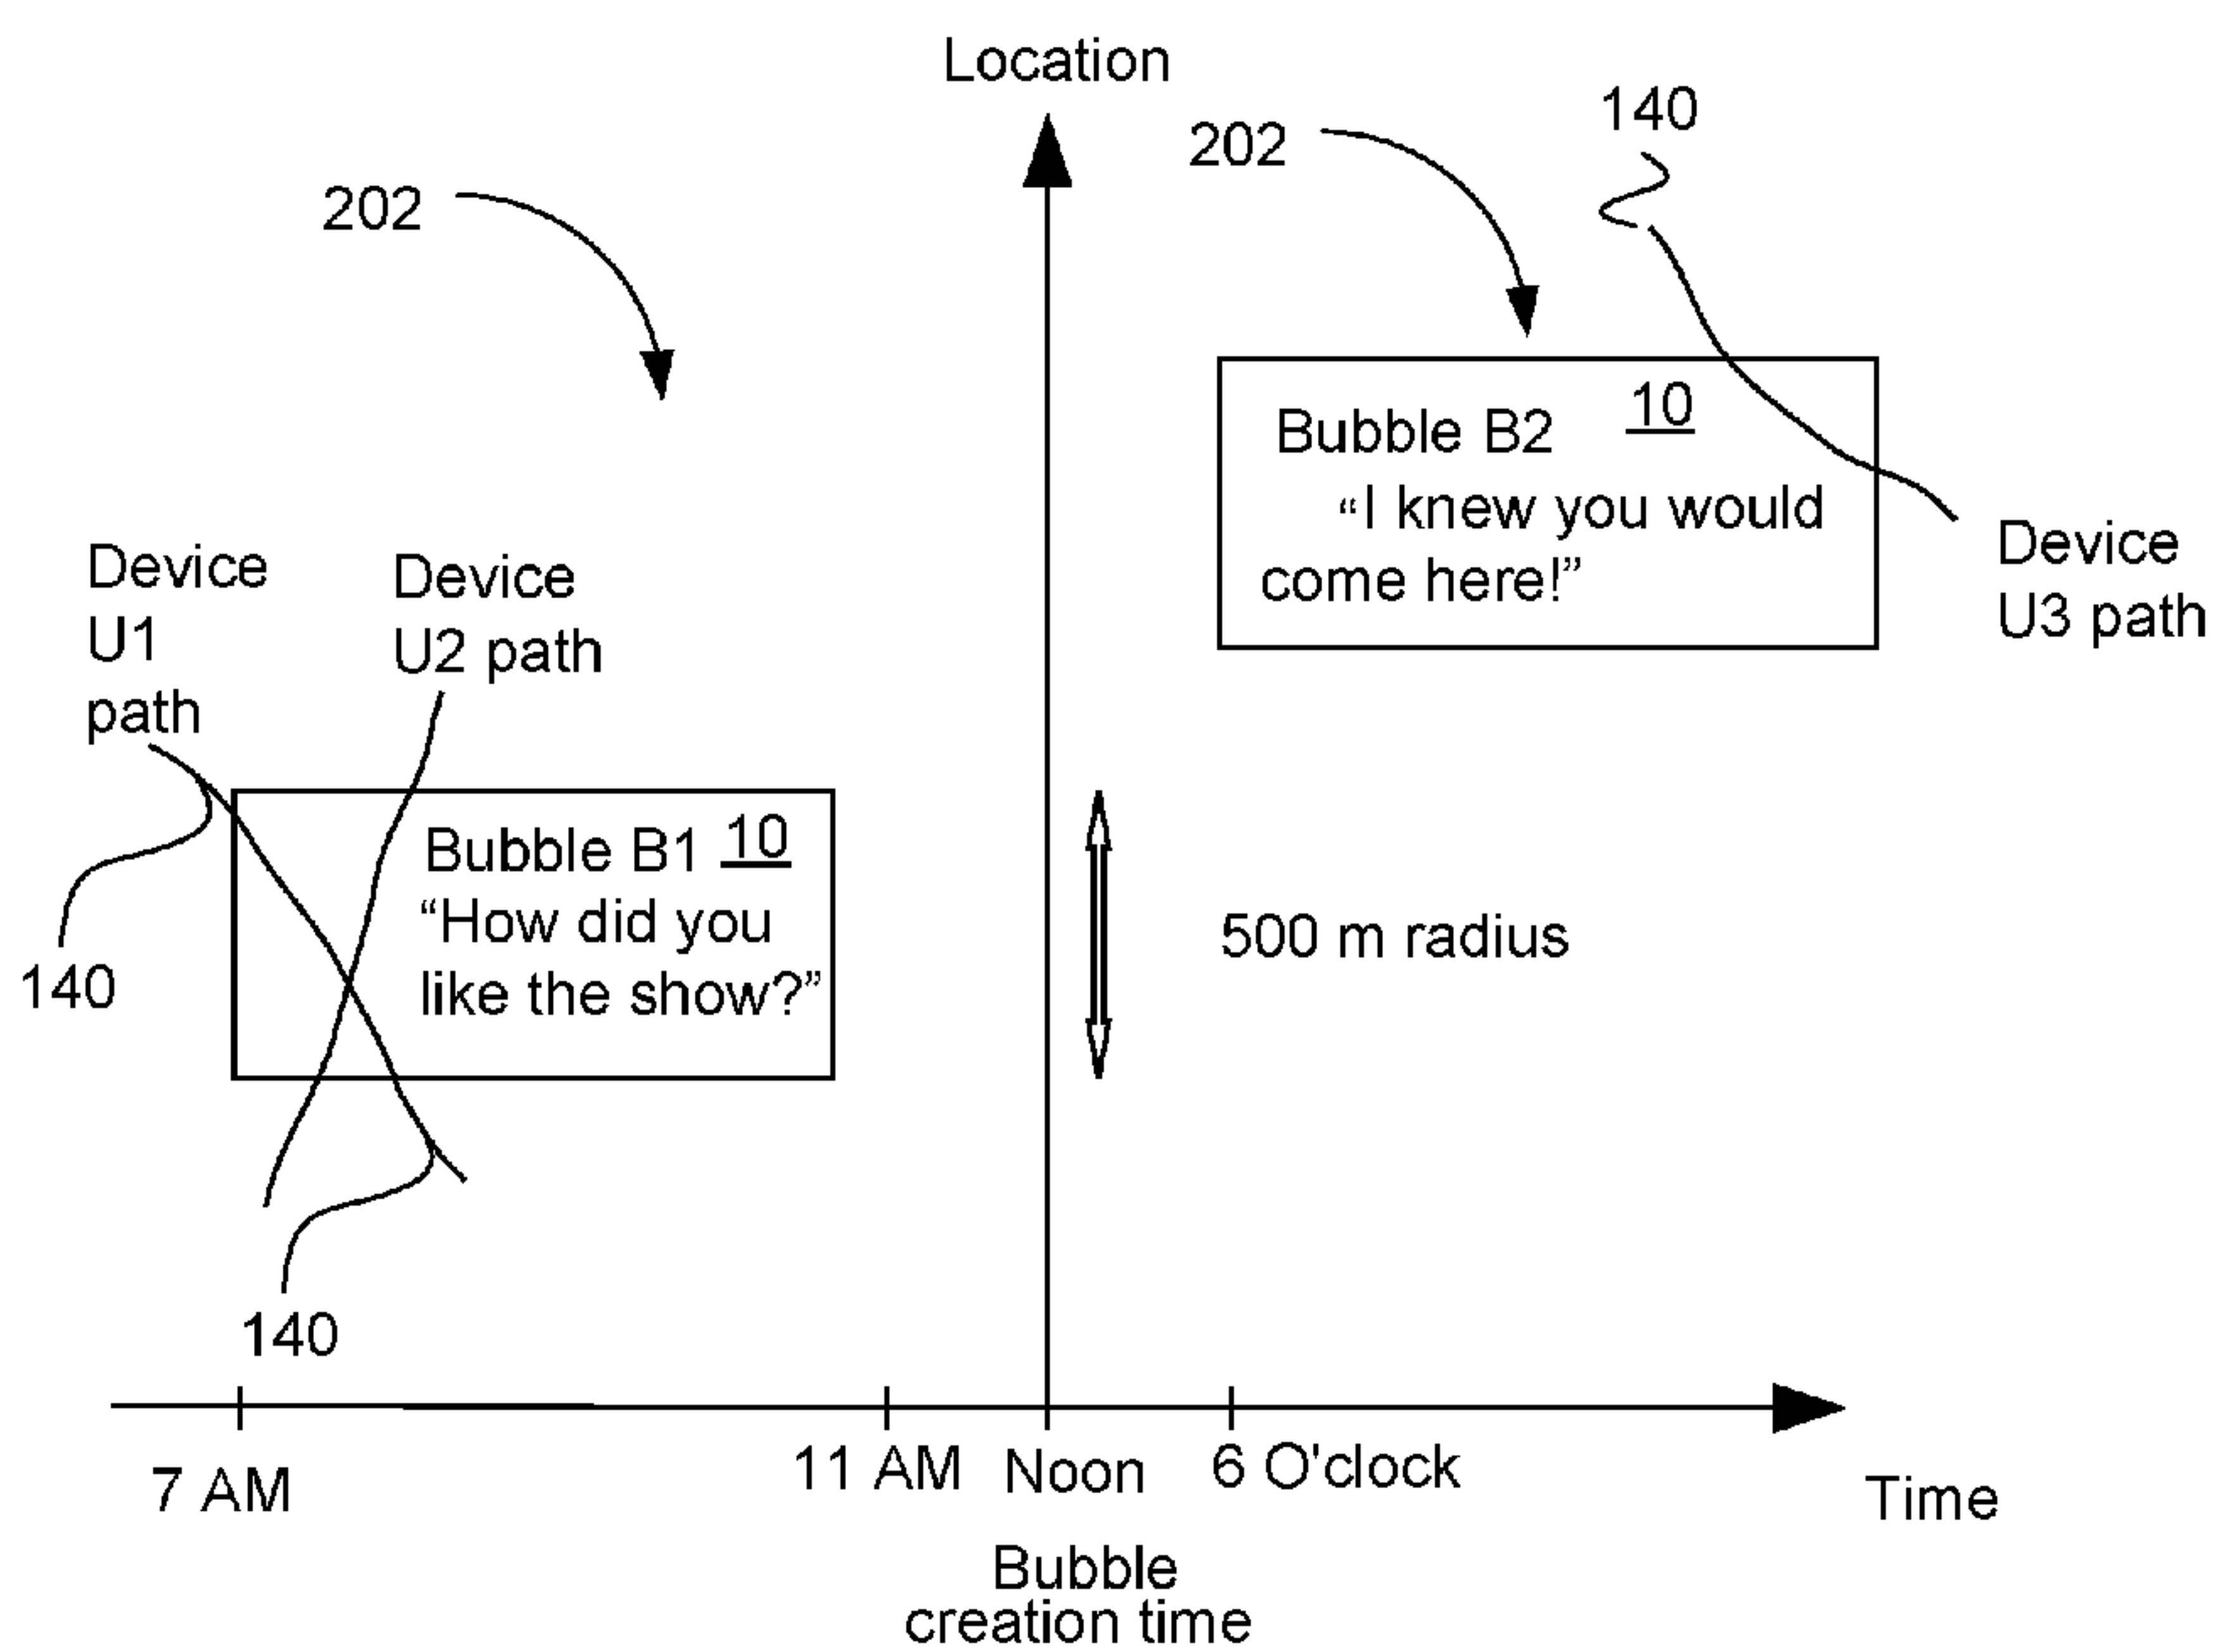 Location
202
140
202
Bubble B2 10
“I knew you would
come here!”
Device
U3 path
Device
U1
path
Device
U2 path
Bubble B1 10
“How did you
like the show?”
500 m radius
140
140
7 AM
11 AM
Noon
6 O'clock
Time
Bubble
creation time